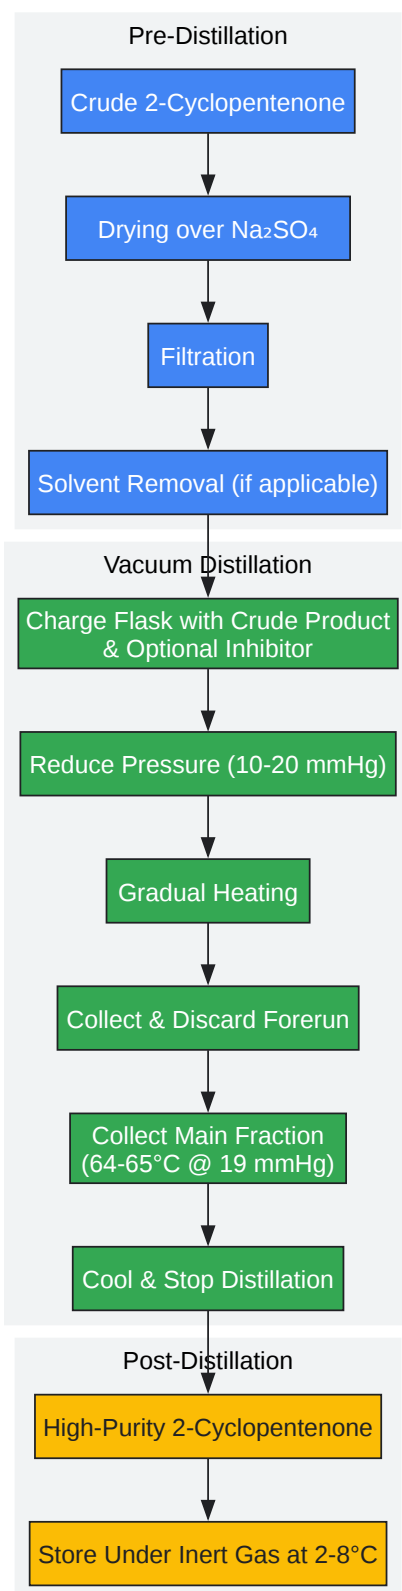 Pre-Distillation
Crude 2-Cyclopentenone
Drying over Na₂SO₄
Filtration
Solvent Removal (if applicable)
Vacuum Distillation
Charge Flask with Crude Product
& Optional Inhibitor
Reduce Pressure (10-20 mmHg)
Gradual Heating
Collect & Discard Forerun
Collect Main Fraction
(64-65°C @ 19 mmHg)
Cool & Stop Distillation
Post-Distillation
High-Purity 2-Cyclopentenone
Store Under Inert Gas at 2-8°C